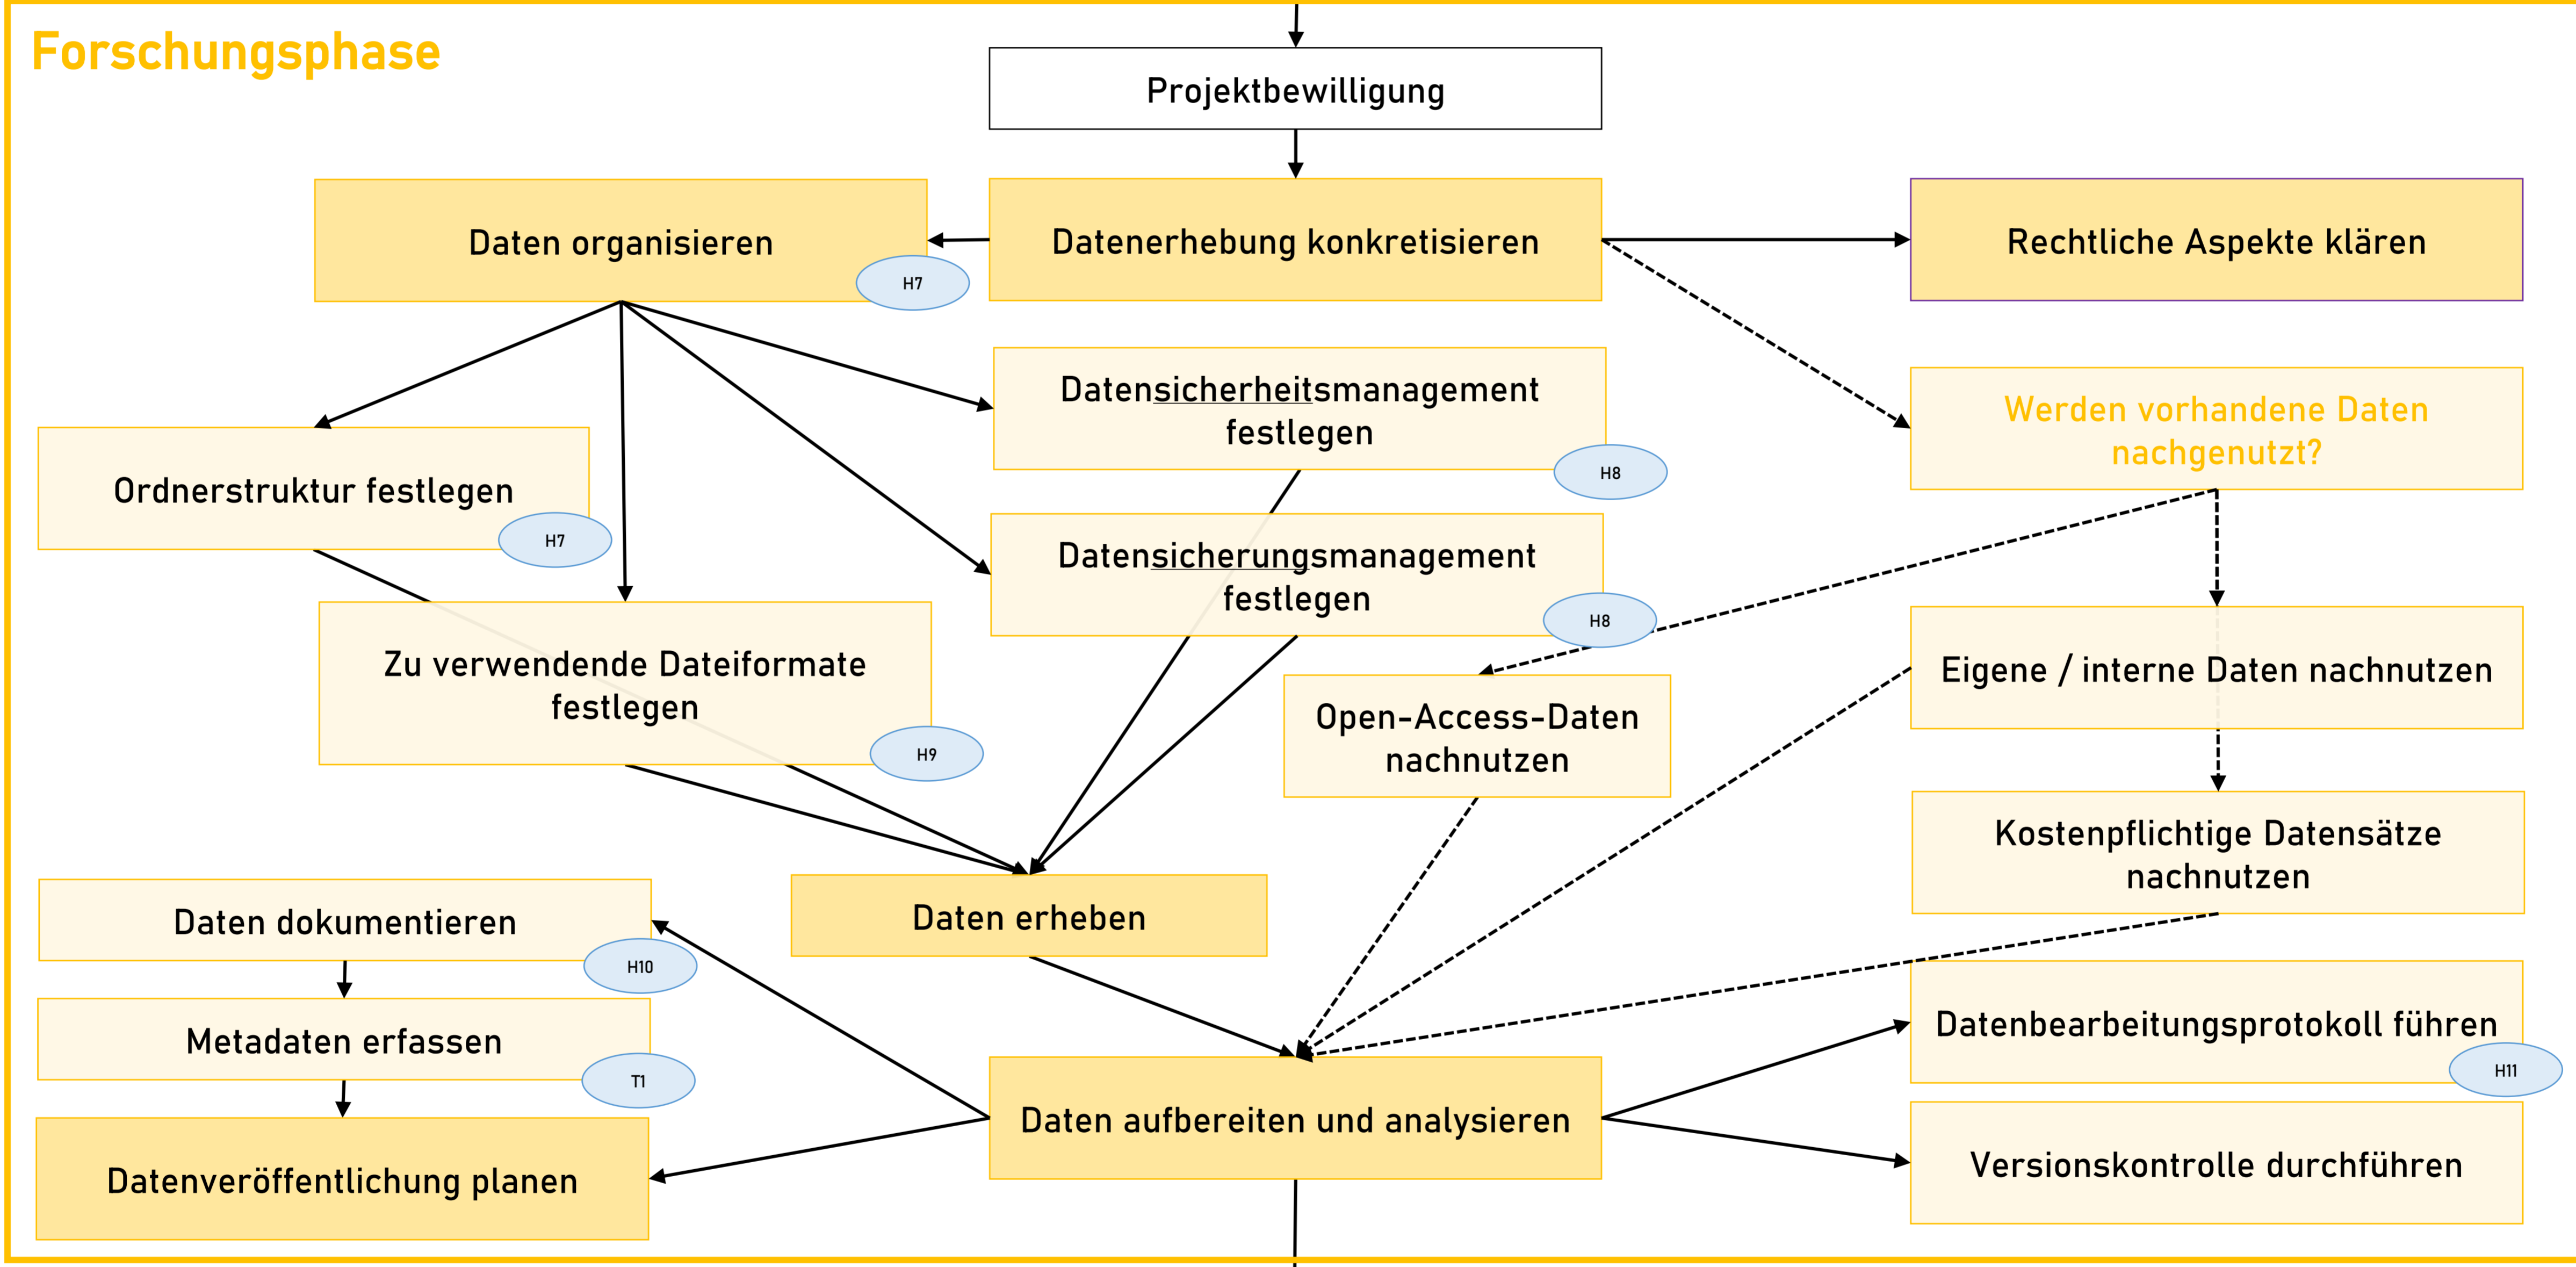 Forschungsphase
Projektbewilligung
Daten organisieren
H7
Datenerhebung konkretisieren
Rechtliche Aspekte klären
Datensicherheitsmanagement
festlegen
H8
Werden vorhandene Daten
nachgenutzt?
Ordnerstruktur festlegen
H7
Datensicherungsmanagement
festlegen
H8
Zu verwendende Dateiformate
festlegen
H9
Open-Access-Daten
nachnutzen
Eigene / interne Daten nachnutzen
Kostenpflichtige Datensätze
nachnutzen
Daten dokumentieren
H10
Daten erheben
Metadaten erfassen
T1
Datenbearbeitungsprotokoll führen
H11
Daten aufbereiten und analysieren
Datenveröffentlichung planen
Versionskontrolle durchführen